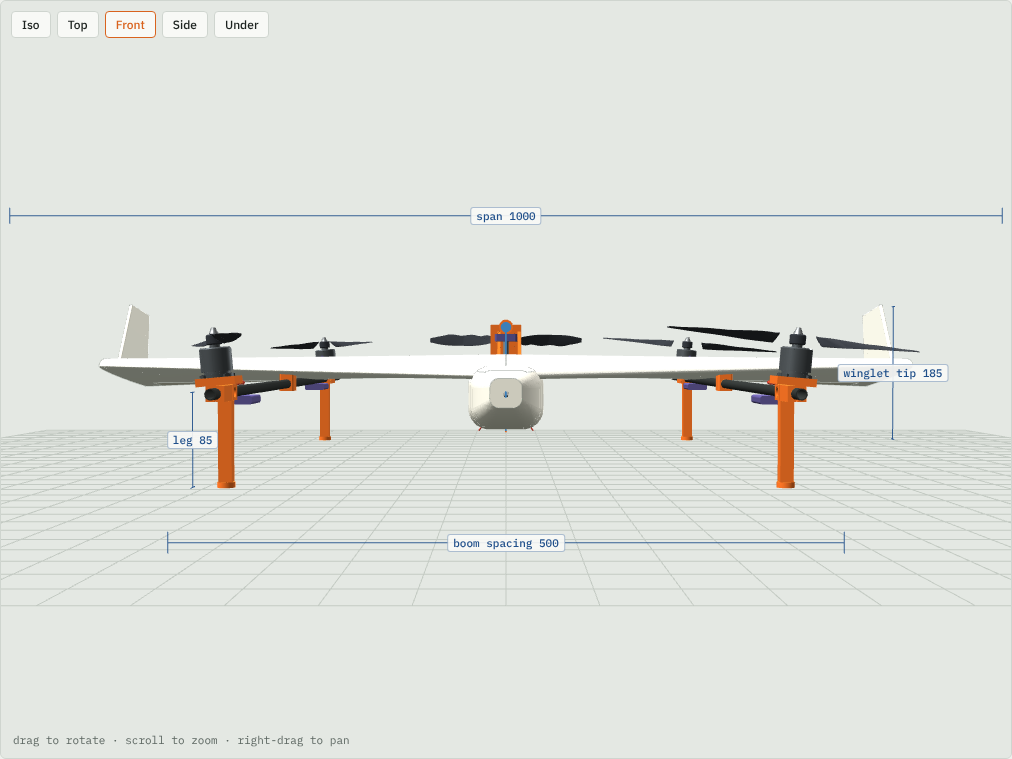 Iso
Top
Front
Side
Under
span 1000
winglet tip 185
leg 85
boom spacing 500
drag to rotate · scroll to zoom · right-drag to pan